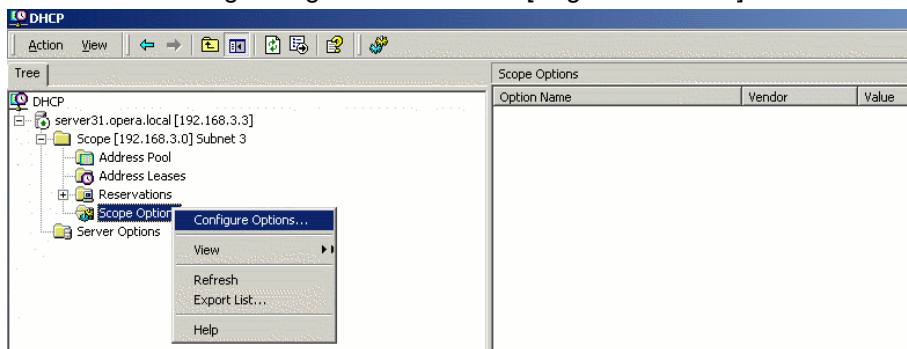 DHCP
Action View
Tree
Scope Options
DHCP
Option Name Vendor Value
server31.opera.local [192.168.3.3]
Scope [192.168.3.0] Subnet 3
Address Pool
Address Leases
Reservations
Scope Option
Configure Options...
Server Options
View
Refresh
Export List...
Help